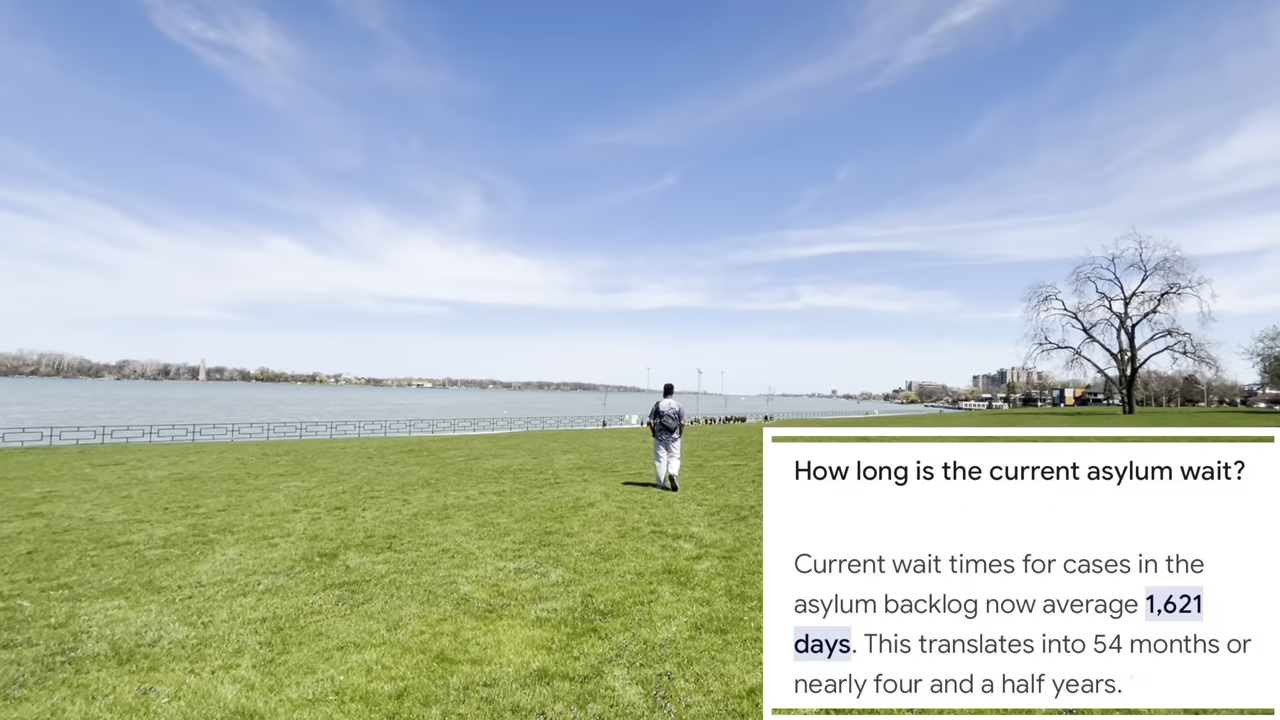 How long is the current asylum wait?
Current wait times for cases in the
asylum backlog now average 1,621
days. This translates into 54 months or
nearly four and a half years.